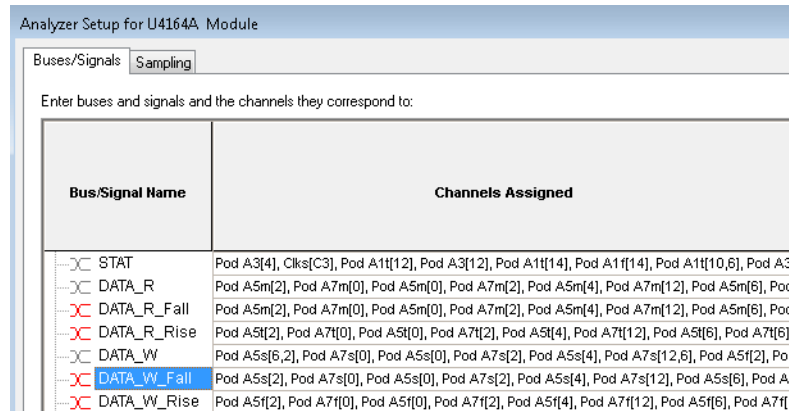 Analyzer Setup for U4164A Module
Buses/Signals Sampling
Enter buses and signals and the channels they correspond to:
Bus/Signal Name Channels Assigned
STAT Pod A3[4], Clks[C3], Pod A1t[12], Pod A3[12], Pod A1t[14], Pod A1f[14], Pod A1t[10,6], Pod A3
DATA_R Pod A5m[2], Pod A7m[0], Pod A5m[0], Pod A7m[2], Pod A5m[4], Pod A7m[12], Pod A5m[6], Pod
DATA_R_Fall Pod A5m[2], Pod A7m[0], Pod A5m[0], Pod A7m[2], Pod A5m[4], Pod A7m[12], Pod A5m[6], Pod
DATA_R_Rise Pod A5t[2], Pod A7t[0], Pod A5t[0], Pod A7t[2], Pod A5t[4], Pod A7t[12], Pod A5t[6], Pod A7t[6]
DATA_W Pod A5s[6,2], Pod A7s[0], Pod A5s[0], Pod A7s[2], Pod A5s[4], Pod A7s[12,6], Pod A5f[2], Po
DATA_W_Fall Pod A5s[2], Pod A7s[0], Pod A5s[0], Pod A7s[2], Pod A5s[4], Pod A7s[12], Pod A5s[6], Pod A
DATA_W_Rise Pod A5f[2], Pod A7f[0], Pod A5f[0], Pod A7f[2], Pod A5f[4], Pod A7f[12], Pod A5f[6], Pod A7f[